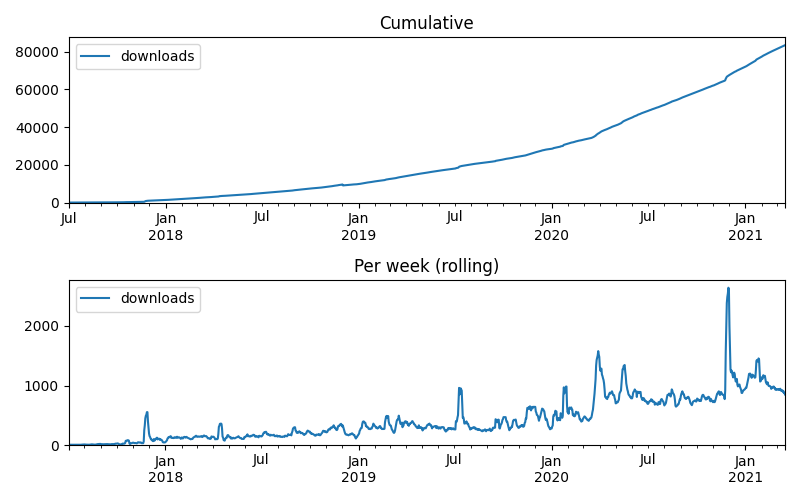 Cumulative
downloads
80000
60000
40000
20000
0
Jul Jan Jul Jan Jul Jan Jul Jan
2018 2019 2020 2021
Per week (rolling)
downloads
2000
1000
0
Jan Jul Jan Jul Jan Jul Jan
2018 2019 2020 2021